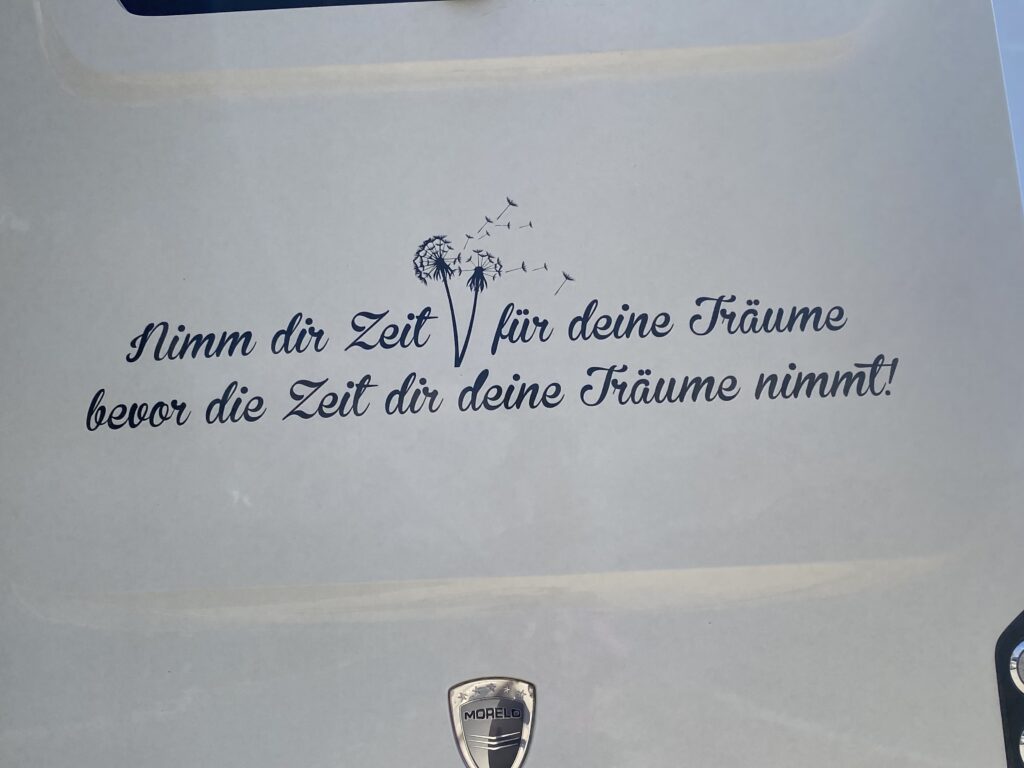 Nimm dir Zeit für deine Träume
bevor die Zeit dir deine Träume nimmt!
MORELO